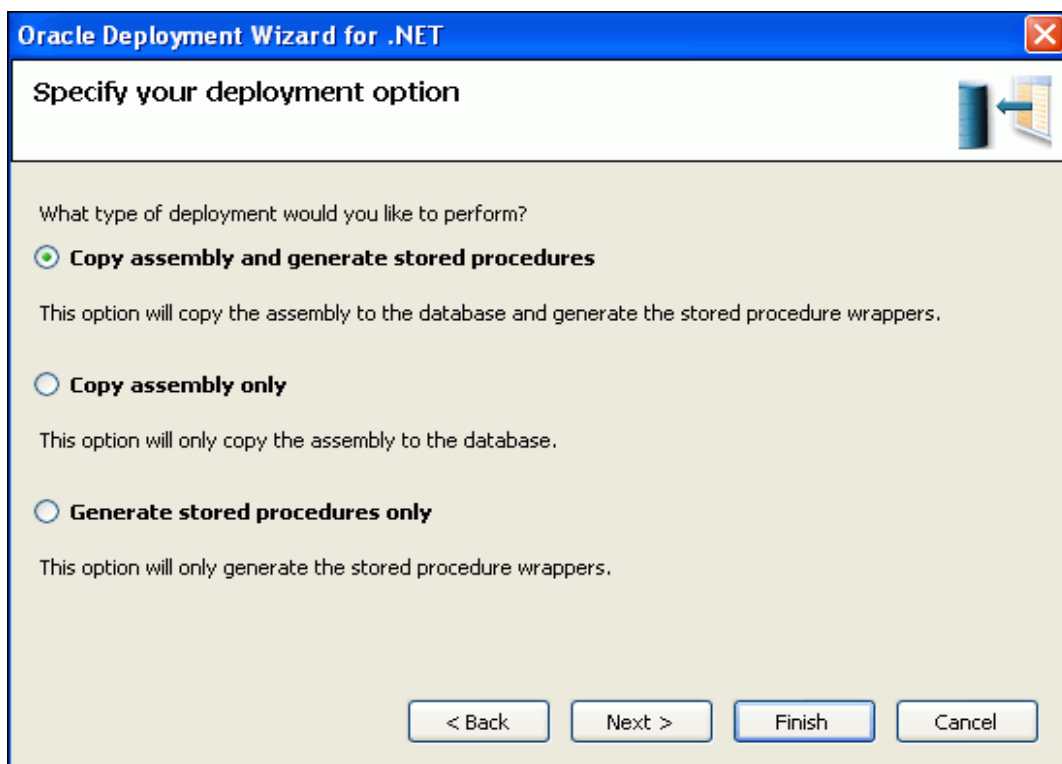 Oracle Deployment Wizard for .NET
Specify your deployment option
What type of deployment would you like to perform?
Copy assembly and generate stored procedures
This option will copy the assembly to the database and generate the stored procedure wrappers.
Copy assembly only
This option will only copy the assembly to the database.
Generate stored procedures only
This option will only generate the stored procedure wrappers.
< Back Next > Finish Cancel